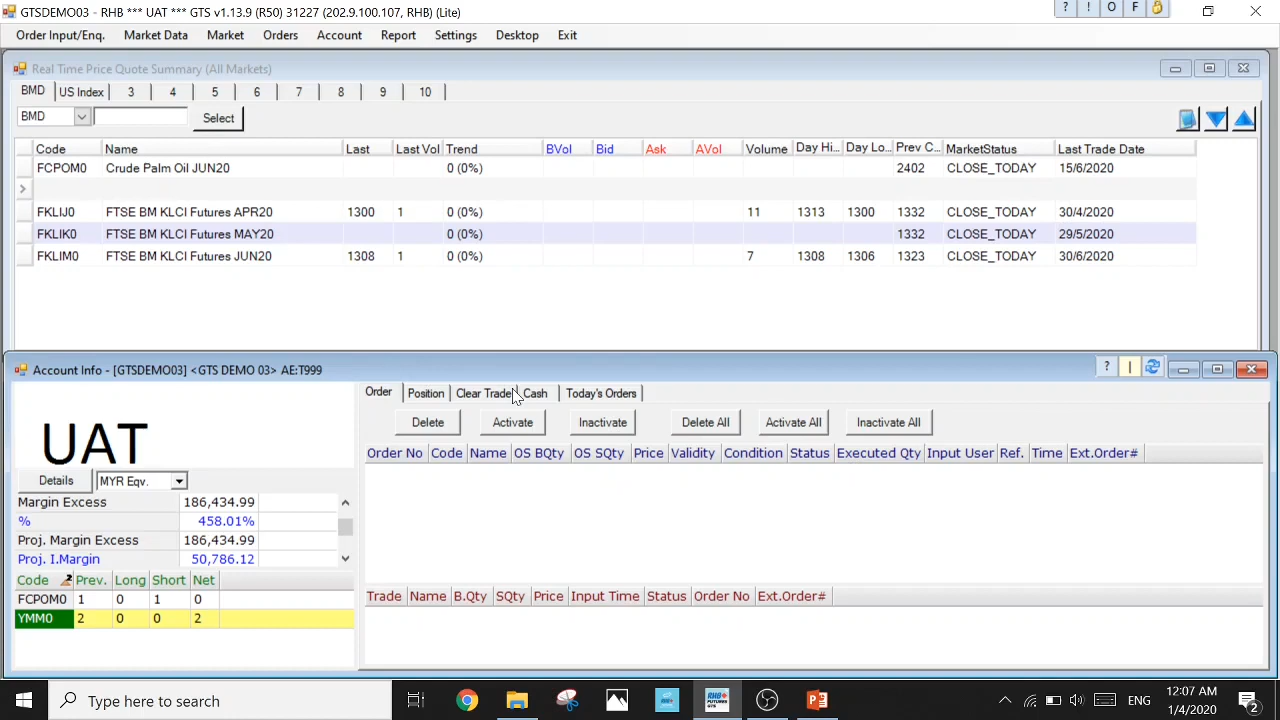 GTSDEMO03 - RHB *** UAT *** GTS v1.13.9 (R50) 31227 (202.9.100.107, RHB) (Lite) ? ! O F
Order Input/Enq. Market Data Market Orders Account Report Settings Desktop Exit
Real Time Price Quote Summary (All Markets)
BMD US Index 3 4 5 6 7 8 9 10
BMD Select
Code Name Last Last Vol Trend BVol Bid Ask AVol Volume Day Hi... Day Lo... Prev C... MarketStatus Last Trade Date
FCPOM0 Crude Palm Oil JUN20 0 (0%) 2402 CLOSE_TODAY 15/6/2020
FKLIJ0 FTSE BM KLCI Futures APR20 1300 1 0 (0%) 11 1313 1300 1332 CLOSE_TODAY 30/4/2020
FKLIK0 FTSE BM KLCI Futures MAY20 0 (0%) 1332 CLOSE_TODAY 29/5/2020
FKLIM0 FTSE BM KLCI Futures JUN20 1308 1 0 (0%) 7 1308 1306 1323 CLOSE_TODAY 30/6/2020
Account Info - [GTSDEMO03] <GTS DEMO 03> AE:T999 ? |
Order Position Clear Trade Cash Today's Orders
Delete Activate Inactivate Delete All Activate All Inactivate All
UAT
Order No Code Name OS BQty OS SQty Price Validity Condition Status Executed Qty Input User Ref. Time Ext.Order#
Details MYR Eqv.
Margin Excess 186,434.99
% 458.01%
Proj. Margin Excess 186,434.99
Proj. I.Margin 50,786.12
Code Prev. Long Short Net
FCPOM0 1 0 1 0
YMM0 2 0 0 2
Trade Name B.Qty SQty Price Input Time Status Order No Ext.Order#
Type here to search
RHB
FUTURES
GTS
ENG
12:07 AM
1/4/2020
2